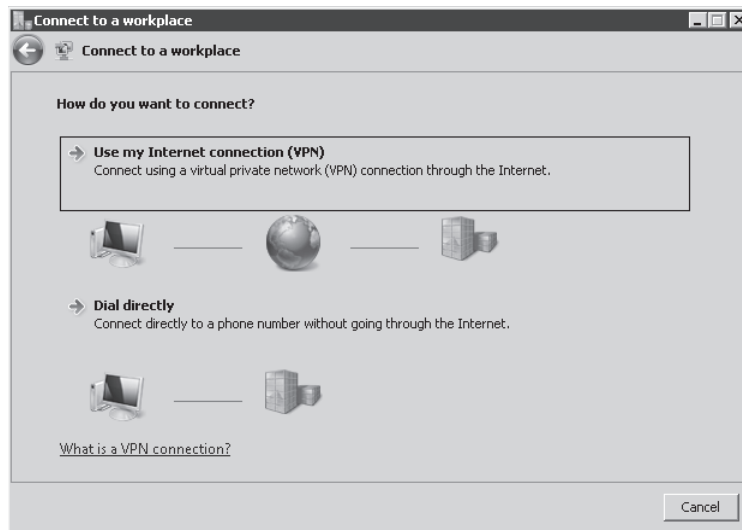 Connect to a workplace
Connect to a workplace
How do you want to connect?
Use my Internet connection (VPN)
Connect using a virtual private network (VPN) connection through the Internet.
Dial directly
Connect directly to a phone number without going through the Internet.
What is a VPN connection?
Cancel